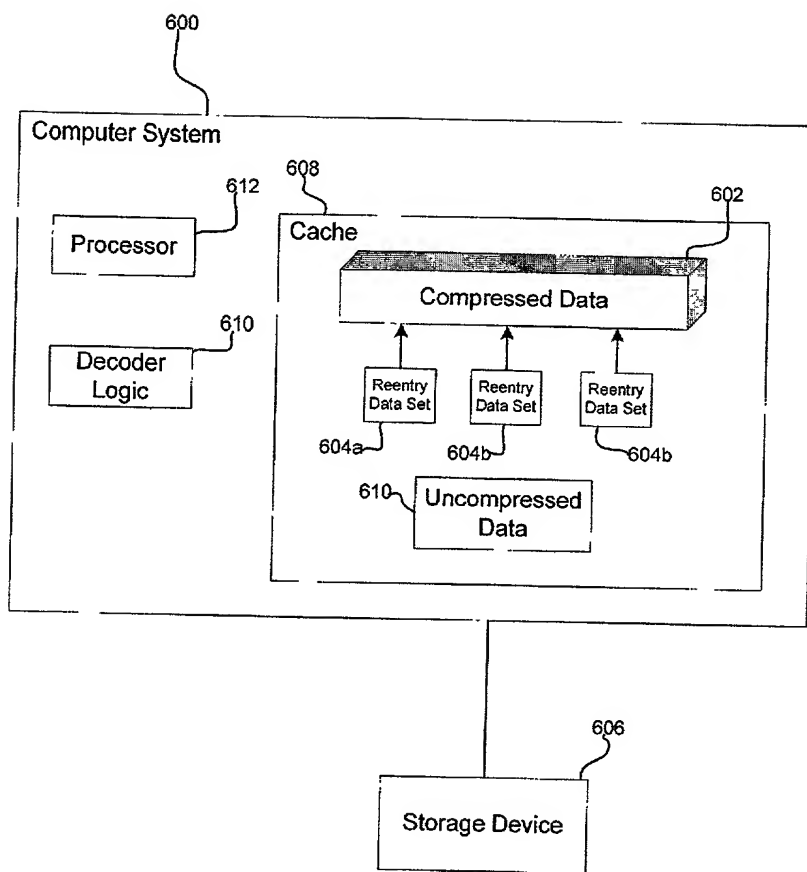 600
Computer System
612
Processor
610
Decoder
Logic
608
Cache
602
Compressed Data
Reentry
Data Set
Reentry
Data Set
Reentry
Data Set
604a
604b
604b
610
Uncompressed
Data
606
Storage Device